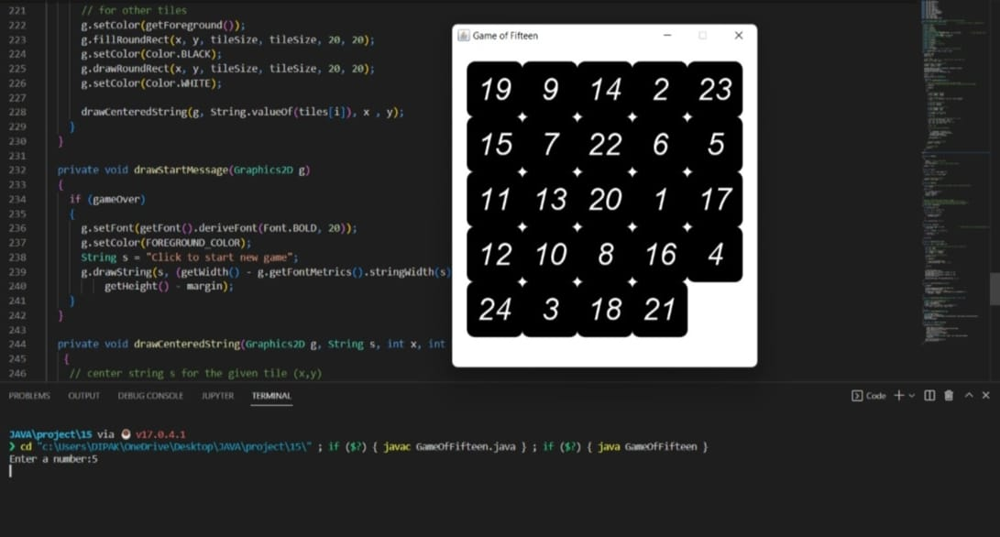 221 // for other tiles
222 g.setColor(getForeground());
223 g.fillRoundRect(x, y, tileSize, tileSize, 20, 20);
224 g.setColor(Color.BLACK);
225 g.drawRoundRect(x, y, tileSize, tileSize, 20, 20);
226 g.setColor(Color.WHITE);
227
228 drawCenteredString(g, String.valueOf(tiles[i]), x , y);
229 }
230 }
231
232 private void drawStartMessage(Graphics2D g)
233 {
234 if (gameOver)
235 {
236 g.setFont(getFont().deriveFont(Font.BOLD, 20));
237 g.setColor(FOREGROUND_COLOR);
238 String s = "Click to start new game";
239 g.drawString(s, (getWidth() - g.getFontMetrics().stringWidth(s)
240 getHeight() - margin);
241 }
242 }
243
244 private void drawCenteredString(Graphics2D g, String s, int x, int
245 {
246 // center string s for the given tile (x,y)
Game of Fifteen
19 9 14 2 23
15 7 22 6 5
11 13 20 1 17
12 10 8 16 4
24 3 18 21
PROBLEMS OUTPUT DEBUG CONSOLE JUPYTER TERMINAL Code
JAVA\project\15 via v17.0.4.1
❯ cd "c:\Users\DIPAK\OneDrive\Desktop\JAVA\project\15\" ; if ($?) { javac GameOfFifteen.java } ; if ($?) { java GameOfFifteen }
Enter a number:5